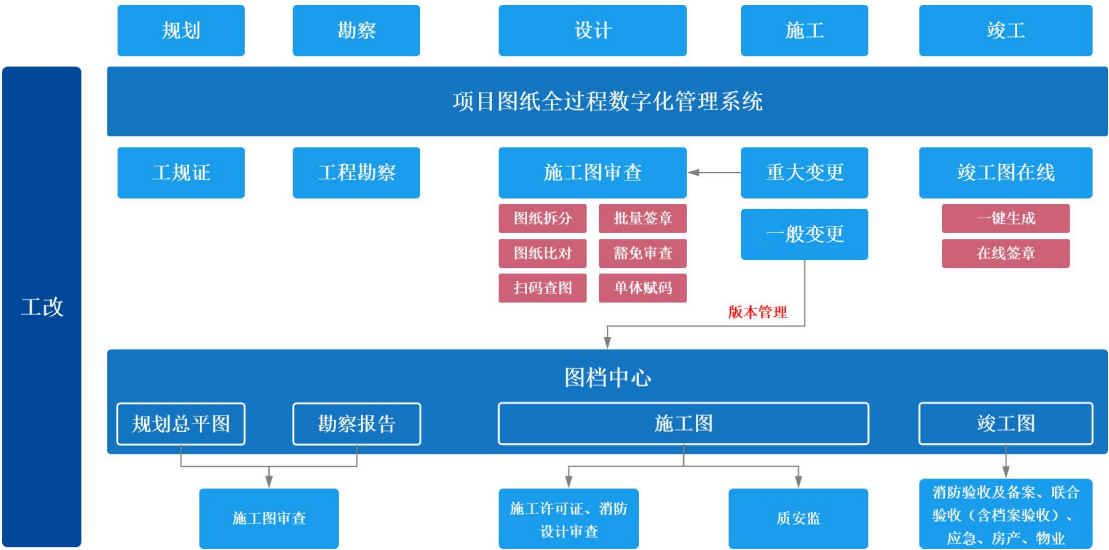 规划
勘察
设计
施工
竣工
项目图纸全过程数字化管理系统
工规证
工程勘察
施工图审查
重大变更
竣工图在线
图纸拆分
批量签章
一般变更
一键生成
图纸比对
豁免审查
在线签章
扫码查图
单体赋码
工改
版本管理
图档中心
规划总平图
勘察报告
施工图
竣工图
施工图审查
施工许可证、消防
设计审查
质安监
消防验收及备案、联合
验收（含档案验收）、
应急、房产、物业